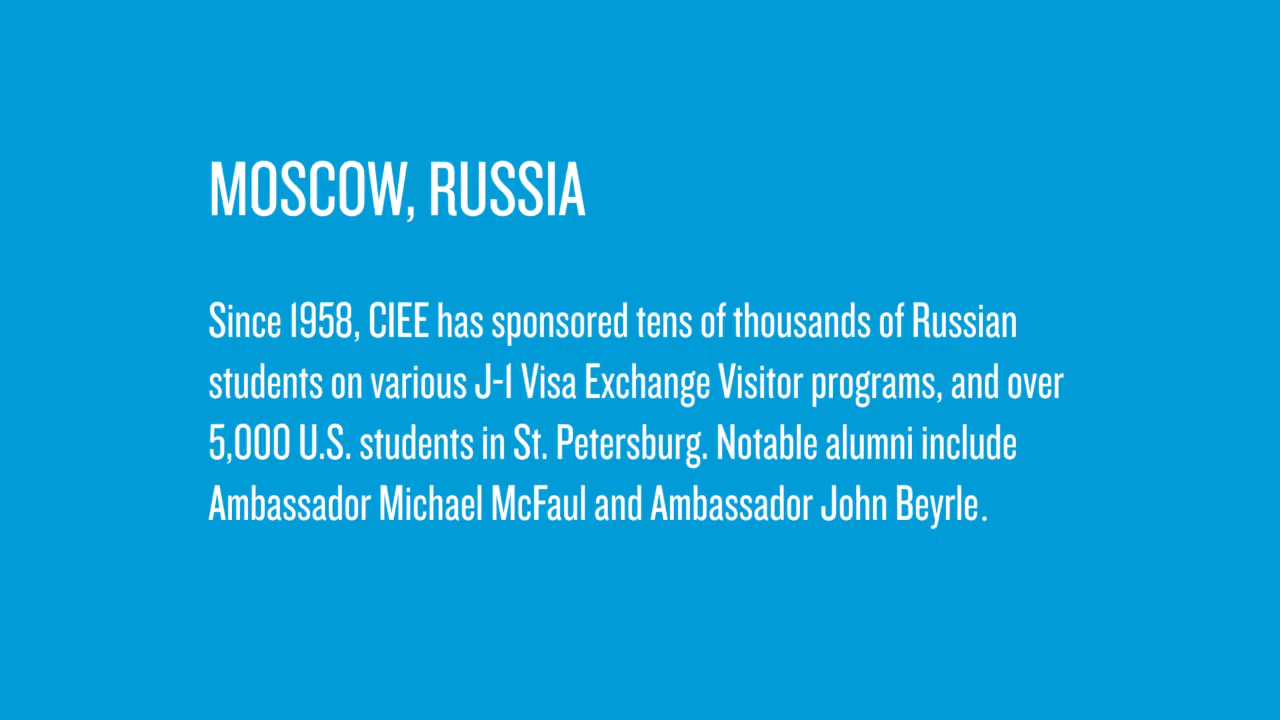 MOSCOW, RUSSIA
Since 1958, CIEE has sponsored tens of thousands of Russian
students on various J-1 Visa Exchange Visitor programs, and over
5,000 U.S. students in St. Petersburg. Notable alumni include
Ambassador Michael McFaul and Ambassador John Beyrle.